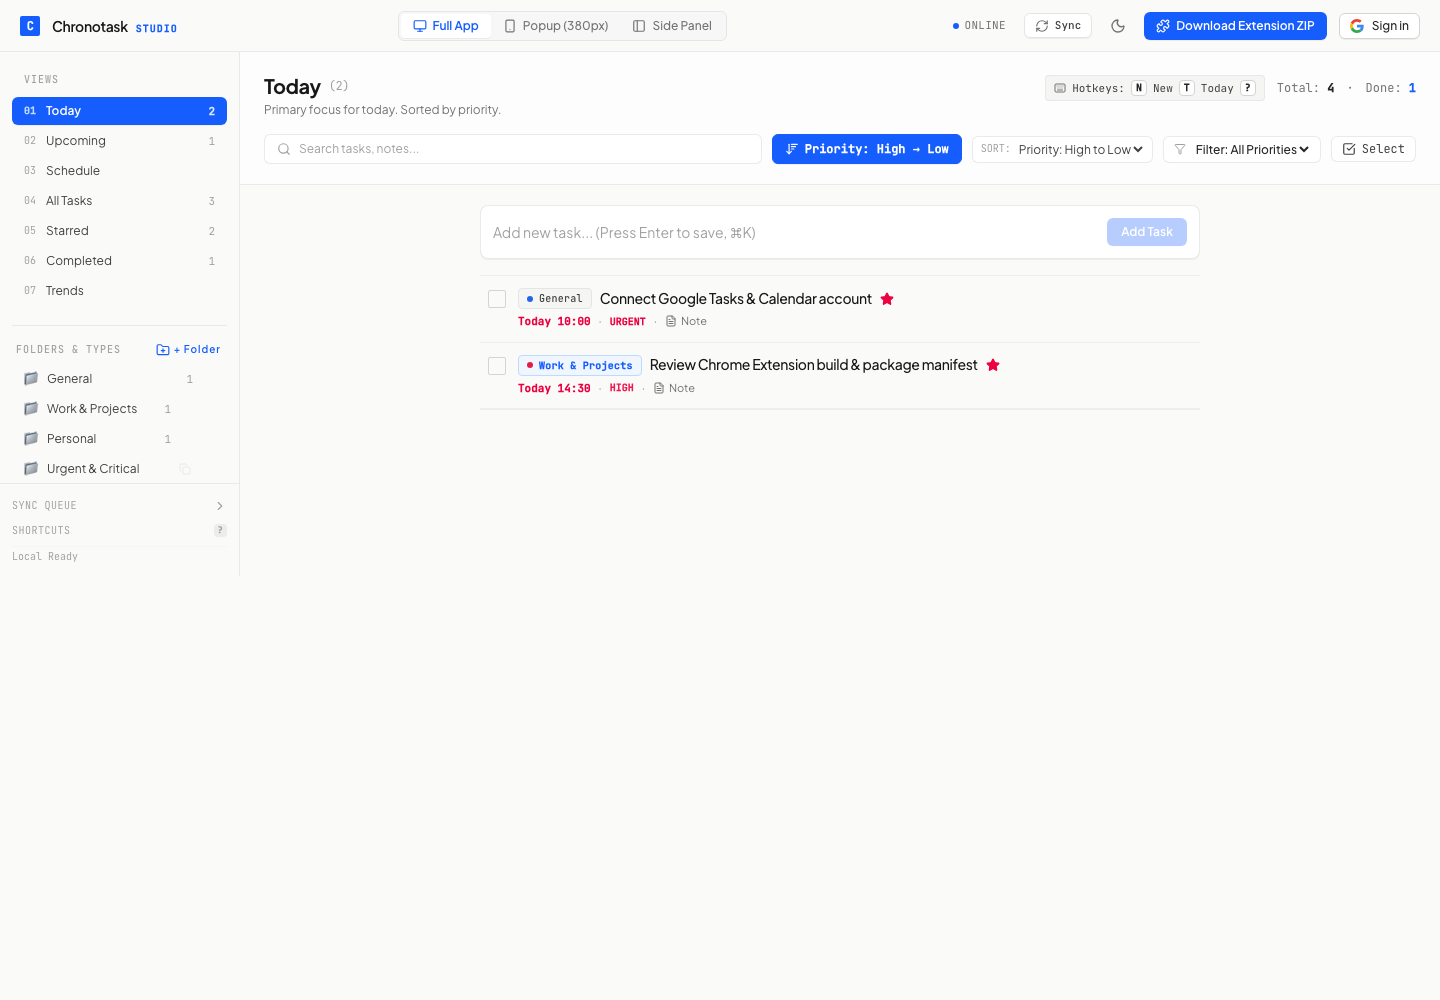 C Chronotask STUDIO
Full App
Popup (380px)
Side Panel
ONLINE
Sync
Download Extension ZIP
Sign in
VIEWS
01 Today 2
02 Upcoming 1
03 Schedule
04 All Tasks 3
05 Starred 2
06 Completed 1
07 Trends
FOLDERS & TYPES + Folder
General 1
Work & Projects 1
Personal 1
Urgent & Critical
SYNC QUEUE
SHORTCUTS ?
Local Ready
Today (2)
Primary focus for today. Sorted by priority.
Hotkeys: N New T Today ?
Total: 4 · Done: 1
Search tasks, notes...
Priority: High → Low
SORT: Priority: High to Low
Filter: All Priorities
Select
Add new task... (Press Enter to save, ⌘K)
Add Task
General Connect Google Tasks & Calendar account
Today 10:00 · URGENT · Note
Work & Projects Review Chrome Extension build & package manifest
Today 14:30 · HIGH · Note